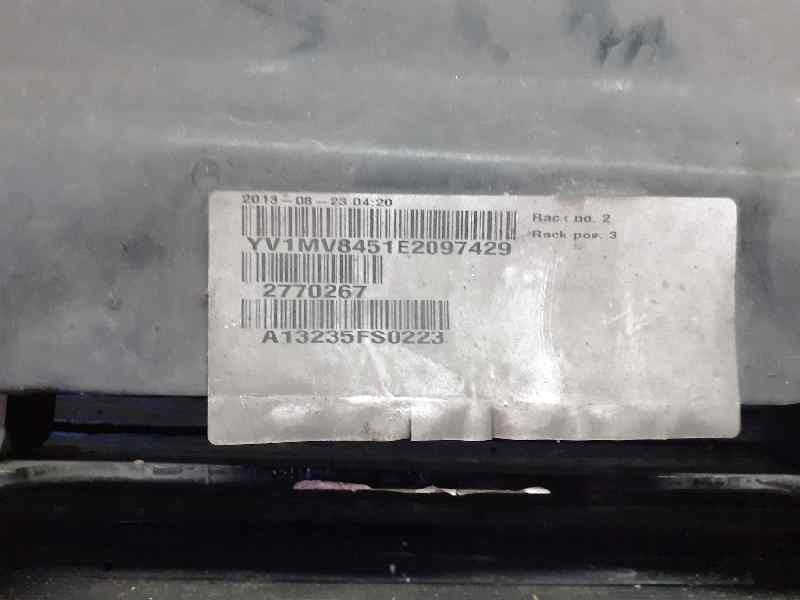 2013-08-23 04:20
Rack no. 2
YV1MV8451E2097429
Rack pos. 3
2770267
A13235FS0223